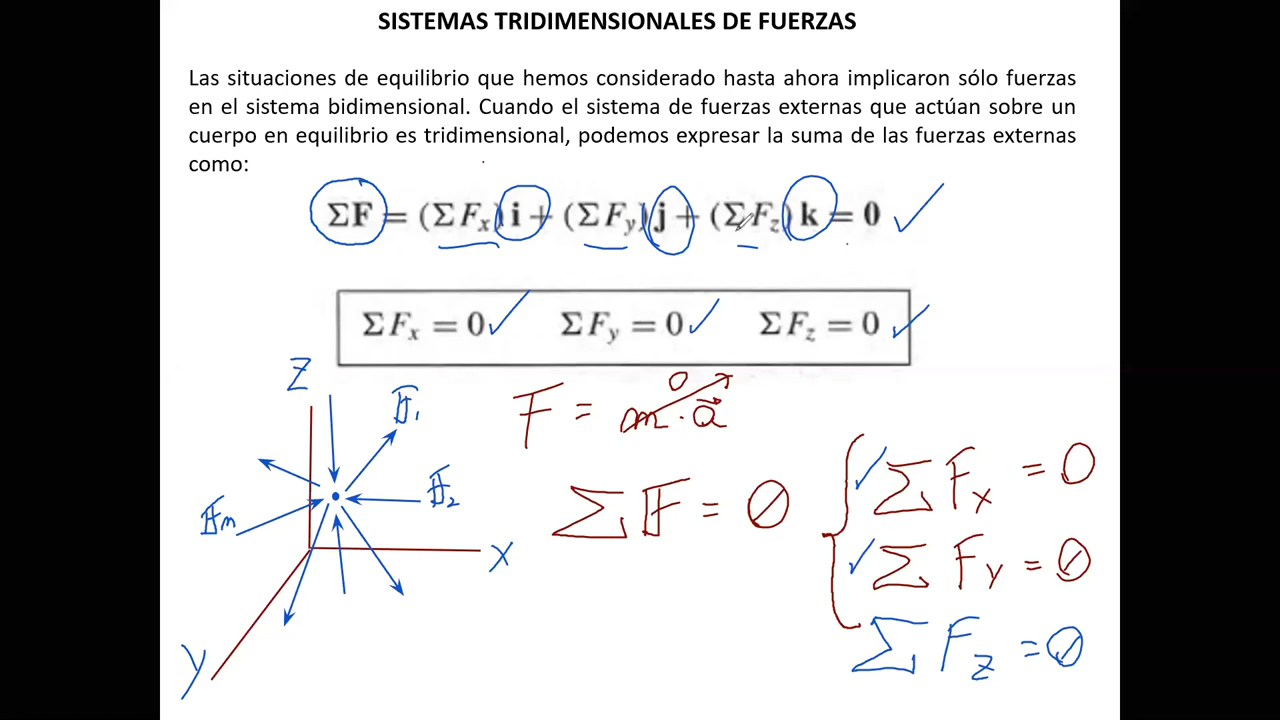 SISTEMAS TRIDIMENSIONALES DE FUERZAS
Las situaciones de equilibrio que hemos considerado hasta ahora implicaron sólo fuerzas
en el sistema bidimensional. Cuando el sistema de fuerzas externas que actúan sobre un
cuerpo en equilibrio es tridimensional, podemos expresar la suma de las fuerzas externas
como:
ΣF = (ΣFx) i + (ΣFy) j + (ΣFz) k = 0 ✓
ΣFx = 0 ✓ ΣFy = 0 ✓ ΣFz = 0 ✓
Z
F1
F2
Fn
X
Y
F = m · a⃗ 0
ΣF = 0
✓ ΣFx = 0
✓ ΣFy = 0
ΣFz = 0